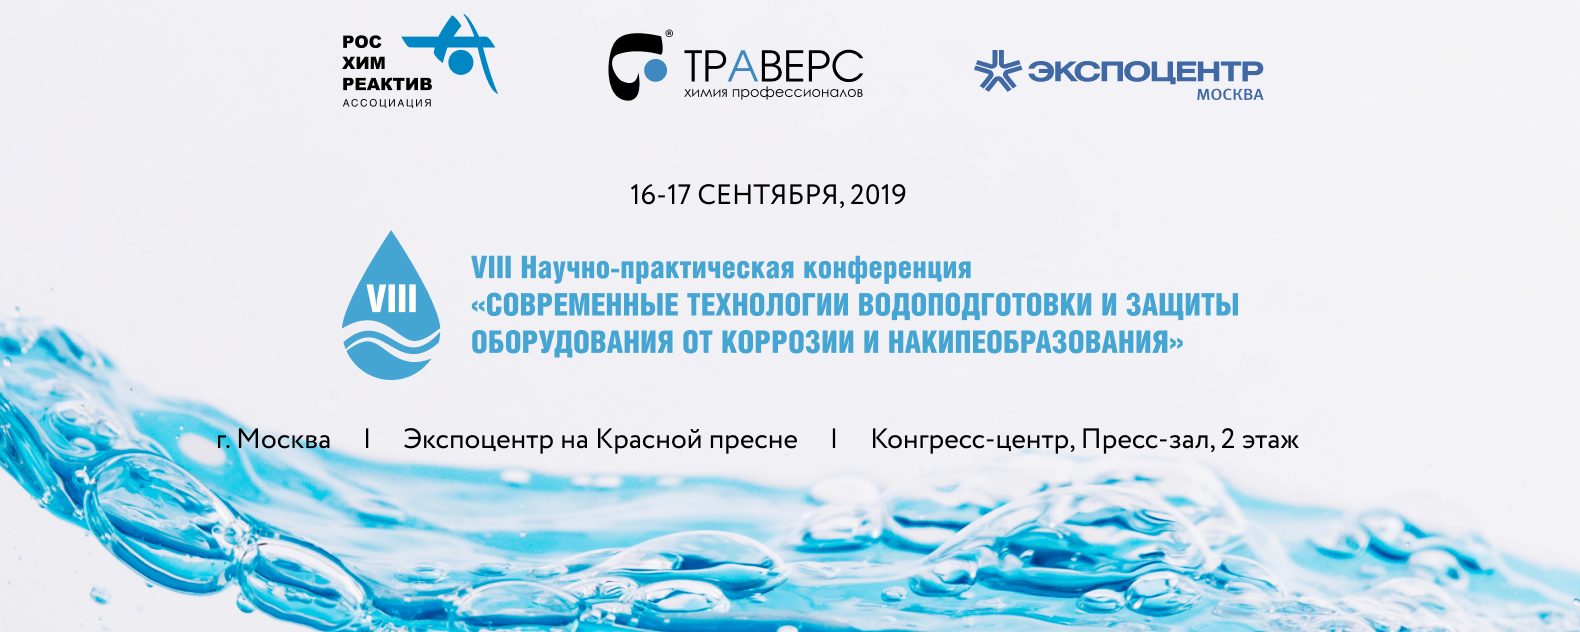 РОС
ХИМ
РЕАКТИВ
АССОЦИАЦИЯ
ТРАВЕРС®
химия профессионалов
ЭКСПОЦЕНТР
МОСКВА
16-17 СЕНТЯБРЯ, 2019
VIII
VIII Научно-практическая конференция
«СОВРЕМЕННЫЕ ТЕХНОЛОГИИ ВОДОПОДГОТОВКИ И ЗАЩИТЫ
ОБОРУДОВАНИЯ ОТ КОРРОЗИИ И НАКИПЕОБРАЗОВАНИЯ»
г. Москва | Экспоцентр на Красной пресне | Конгресс-центр, Пресс-зал, 2 этаж